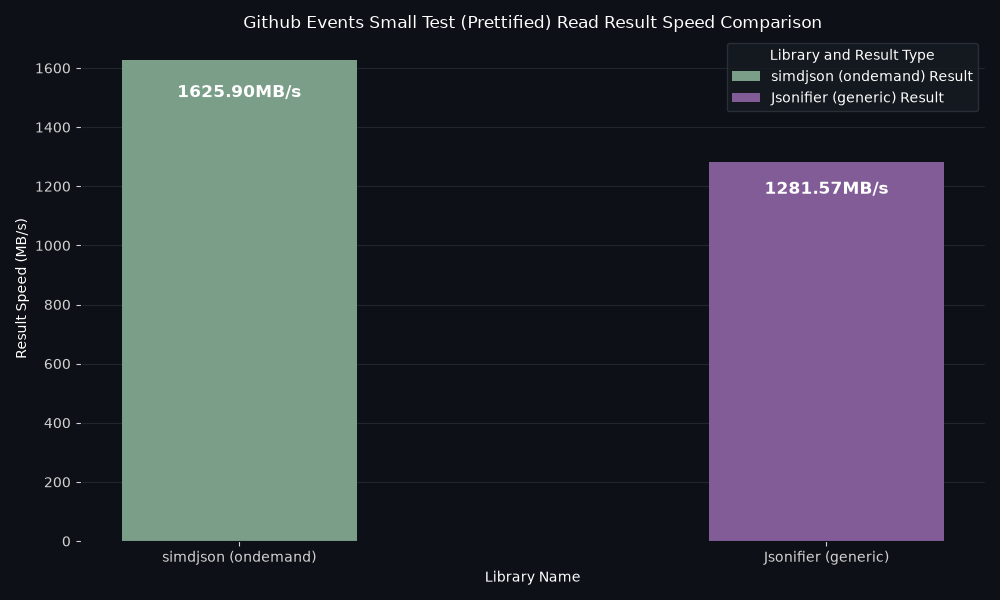 Github Events Small Test (Prettified) Read Result Speed Comparison
Library and Result Type
simdjson (ondemand) Result
Jsonifier (generic) Result
1625.90MB/s
1281.57MB/s
Result Speed (MB/s)
1600
1400
1200
1000
800
600
400
200
0
simdjson (ondemand)
Jsonifier (generic)
Library Name